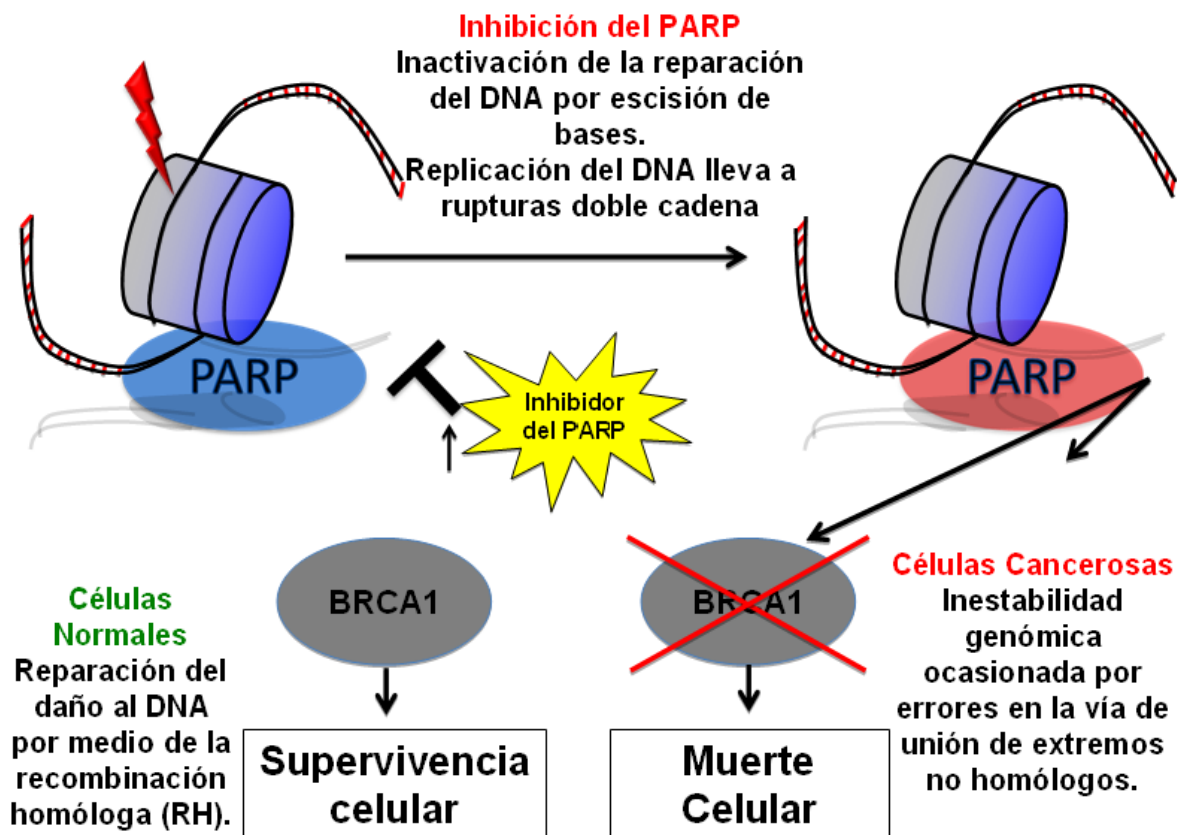 Inhibición del PARP
Inactivación de la reparación
del DNA por escisión de
bases.
Replicación del DNA lleva a
rupturas doble cadena
PARP
Inhibidor
del PARP
PARP
Células
Normales
Reparación del
daño al DNA
por medio de la
recombinación
homóloga (RH).
BRCA1
Supervivencia
celular
BRCA1
Muerte
Celular
Células Cancerosas
Inestabilidad
genómica
ocasionada por
errores en la vía de
unión de extremos
no homólogos.